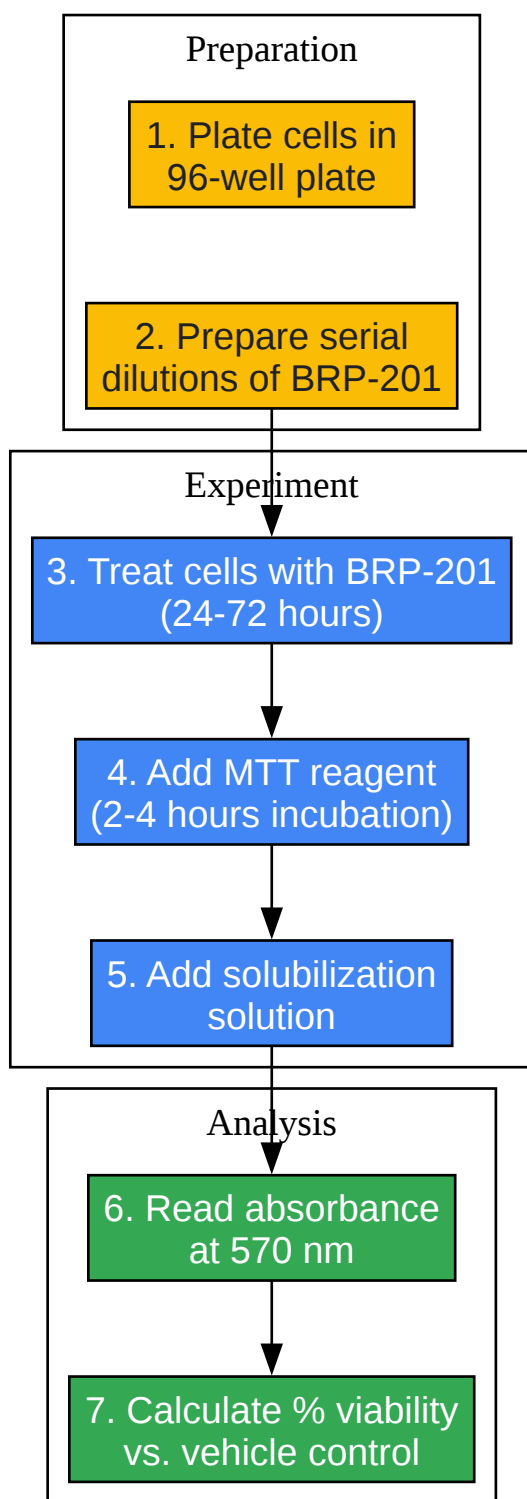 Preparation
1. Plate cells in
96-well plate
2. Prepare serial
dilutions of BRP-201
Experiment
3. Treat cells with BRP-201
(24-72 hours)
4. Add MTT reagent
(2-4 hours incubation)
5. Add solubilization
solution
Analysis
6. Read absorbance
at 570 nm
7. Calculate % viability
vs. vehicle control